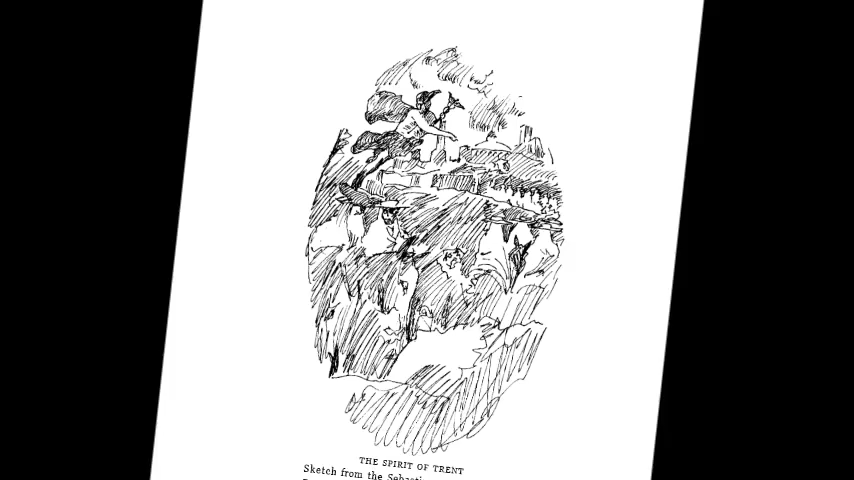 THE SPIRIT OF TRENT
Sketch from the